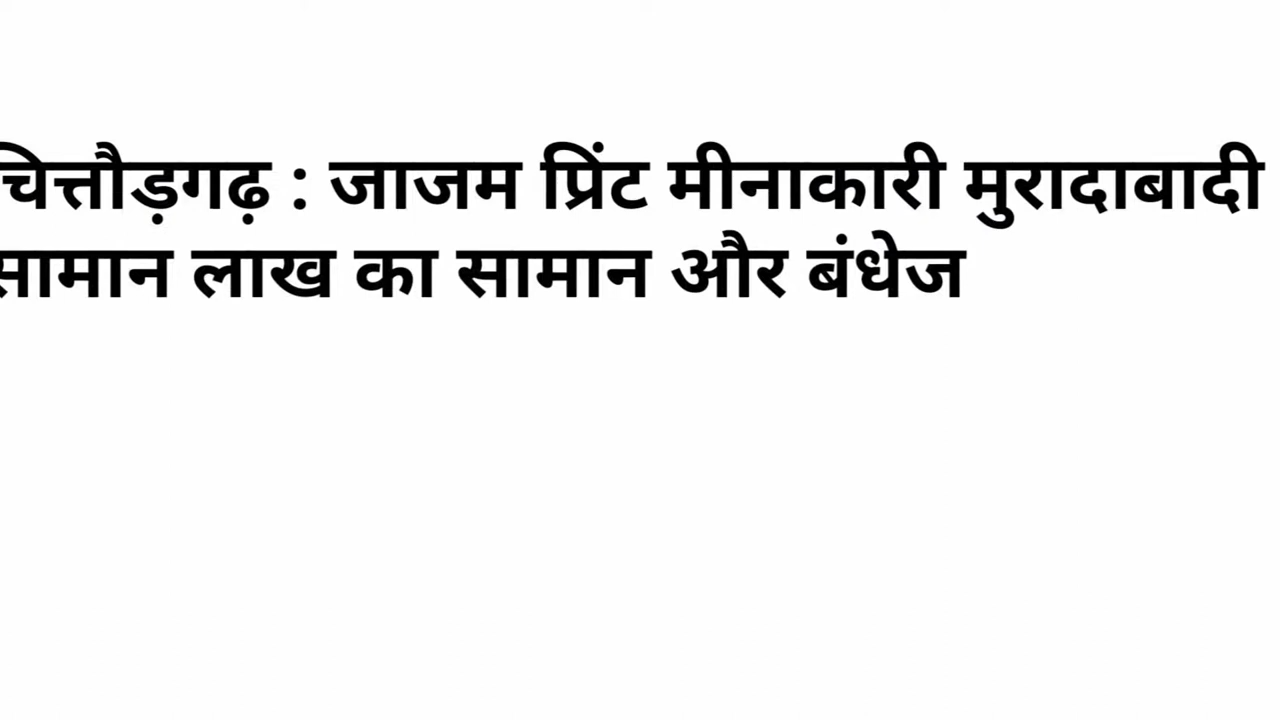 चित्तौड़गढ़ : जाजम प्रिंट मीनाकारी मुरादाबादी
सामान लाख का सामान और बंधेज